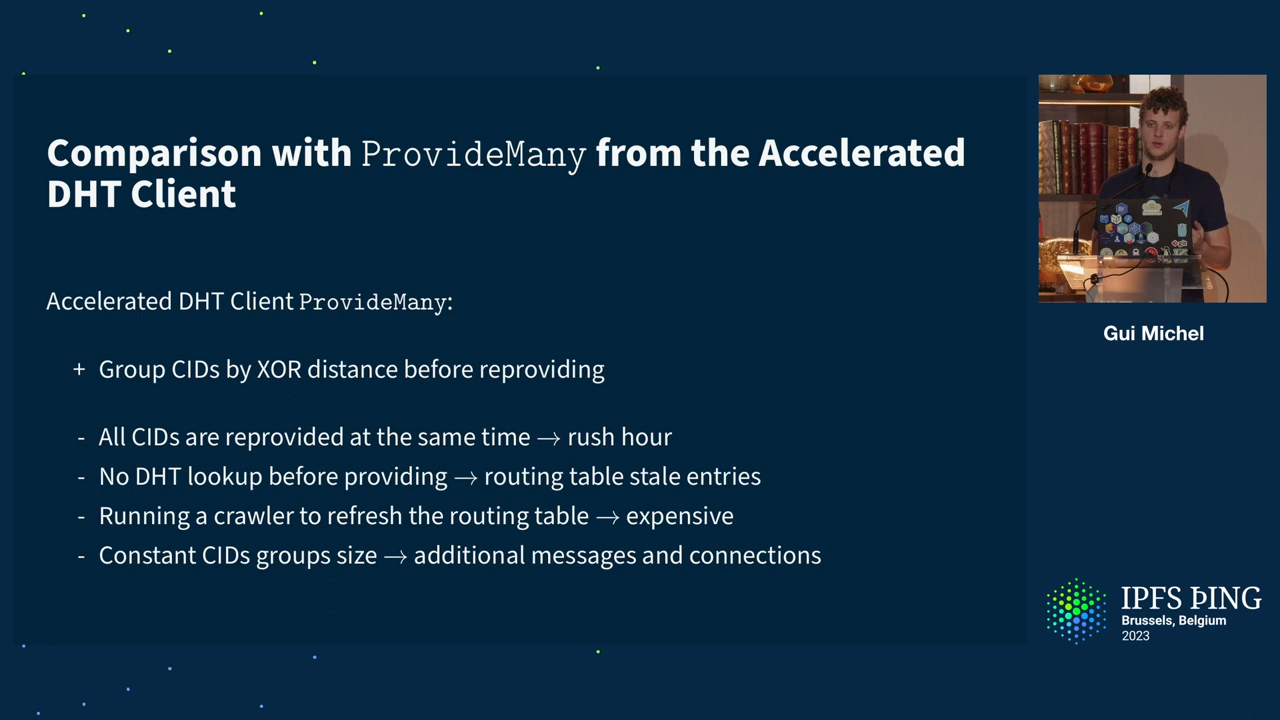 Comparison with ProvideMany from the Accelerated
DHT Client
Accelerated DHT Client ProvideMany:
+ Group CIDs by XOR distance before reproviding
- All CIDs are reprovided at the same time → rush hour
- No DHT lookup before providing → routing table stale entries
- Running a crawler to refresh the routing table → expensive
- Constant CIDs groups size → additional messages and connections
Gui Michel
IPFS ÞING
Brussels, Belgium
2023